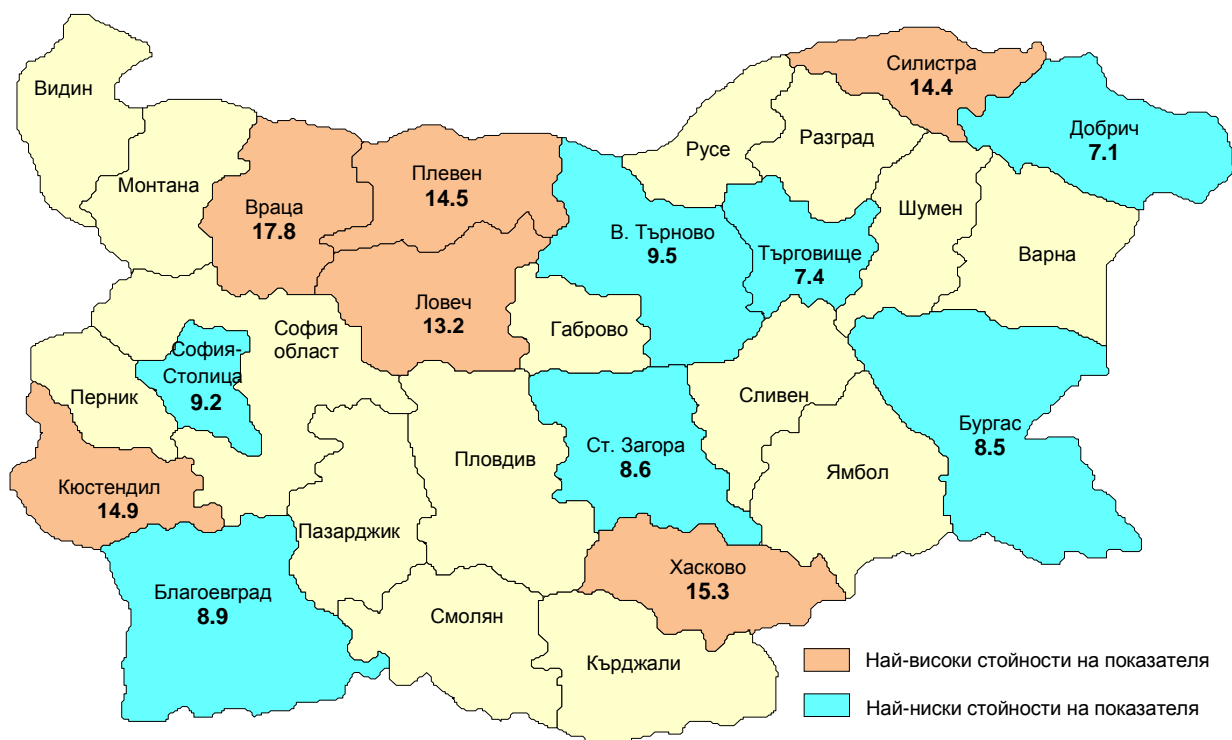 Видин
Монтана
Враца
17.8
Плевен
14.5
Ловеч
13.2
В. Търново
9.5
Габрово
Русе
Разград
Силистра
14.4
Добрич
7.1
Търговище
7.4
Шумен
Варна
София
област
София-
Столица
9.2
Перник
Кюстендил
14.9
Благоевград
8.9
Пазарджик
Пловдив
Ст. Загора
8.6
Сливен
Ямбол
Бургас
8.5
Хасково
15.3
Смолян
Кърджали
Най-високи стойности на показателя
Най-ниски стойности на показателя